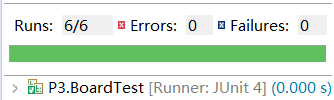 Runs: 6/6 Errors: 0 Failures: 0
P3.BoardTest [Runner: JUnit 4] (0.000 s)